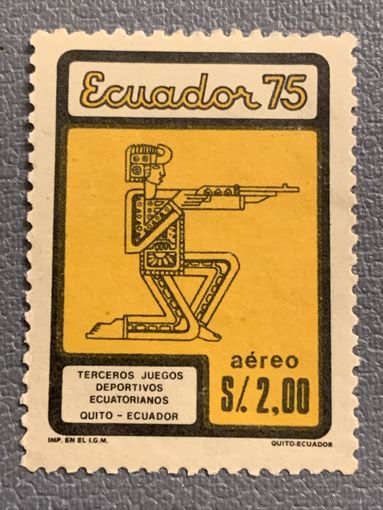 Ecuador 75
aéreo
S/. 2,00
TERCEROS JUEGOS
DEPORTIVOS
ECUATORIANOS
QUITO - ECUADOR
IMP. EN EL I.G.M.
QUITO-ECUADOR